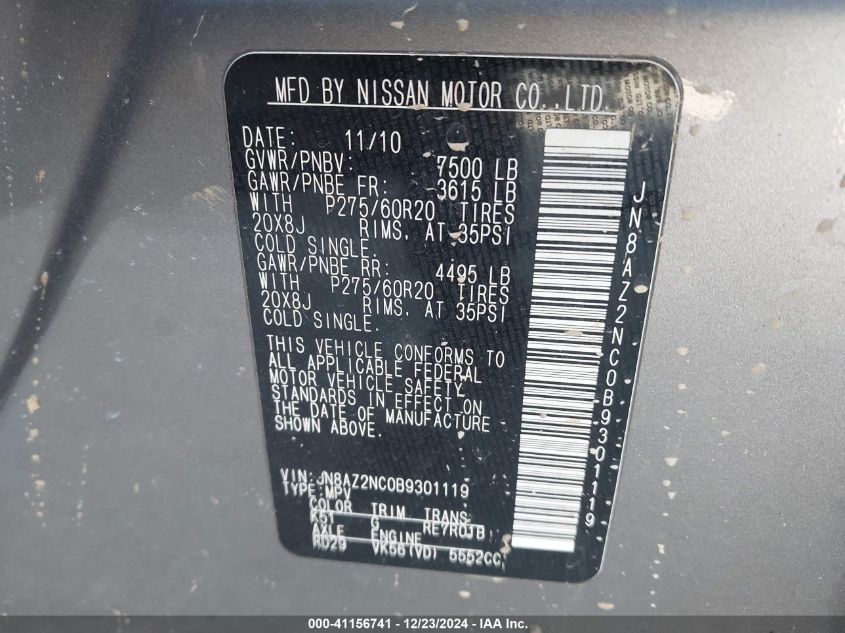 MFD BY NISSAN MOTOR CO.,LTD.
DATE: 11/10
GVWR/PNBV: 7500 LB
GAWR/PNBE FR: 3615 LB
WITH P275/60R20 TIRES
20X8J RIMS. AT 35PSI
COLD SINGLE.
GAWR/PNBE RR: 4495 LB
WITH P275/60R20 TIRES
20X8J RIMS. AT 35PSI
COLD SINGLE.
THIS VEHICLE CONFORMS TO
ALL APPLICABLE FEDERAL
MOTOR VEHICLE SAFETY
STANDARDS IN EFFECT ON
THE DATE OF MANUFACTURE
SHOWN ABOVE.
VIN: JN8AZ2NC0B9301119
TYPE: MPV
COLOR TRIM TRANS
K51 G RE7R01B
AXLE ENGINE
RD29 VK56(VD) 5552CC
JN8AZ2NC0B9301119
000-41156741 - 12/23/2024 - IAA Inc.